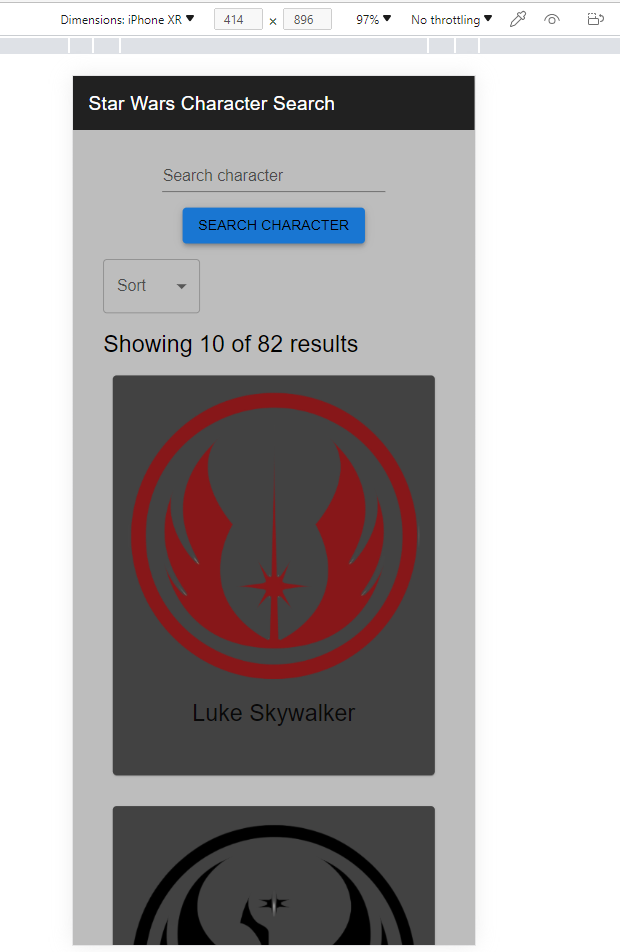 Dimensions: iPhone XR 414 × 896 97% No throttling
Star Wars Character Search
Search character
SEARCH CHARACTER
Sort
Showing 10 of 82 results
Luke Skywalker